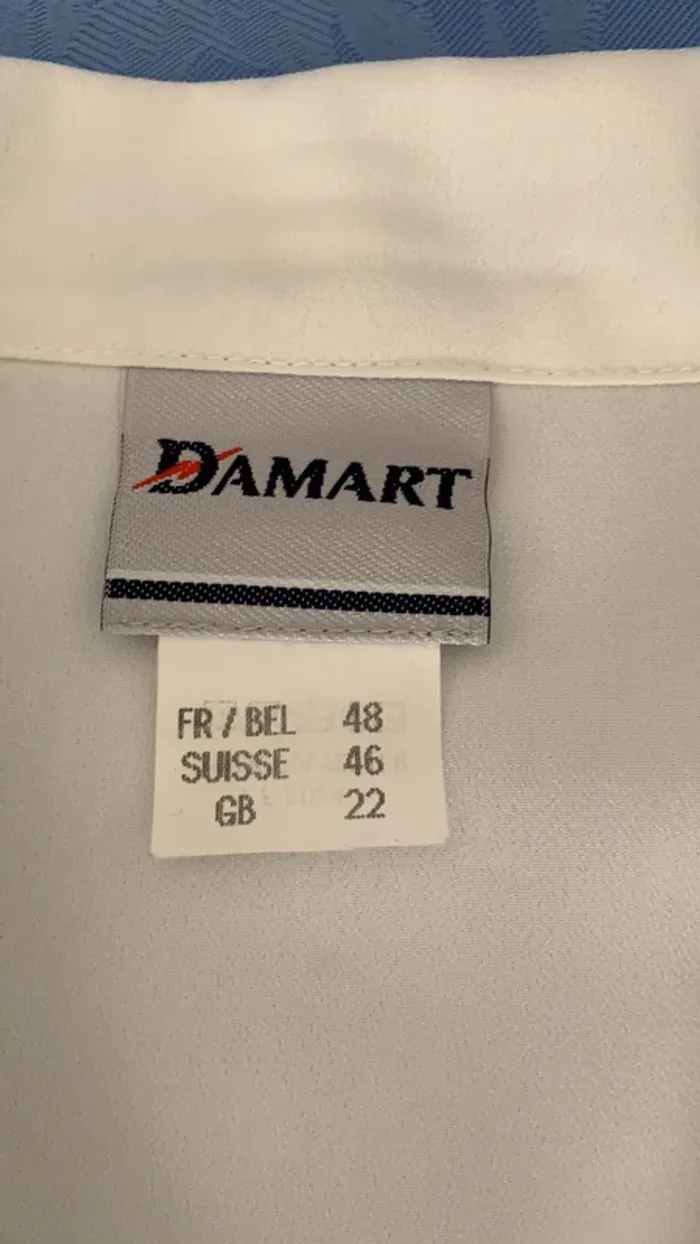 DAMART
FR / BEL 48
SUISSE 46
GB 22